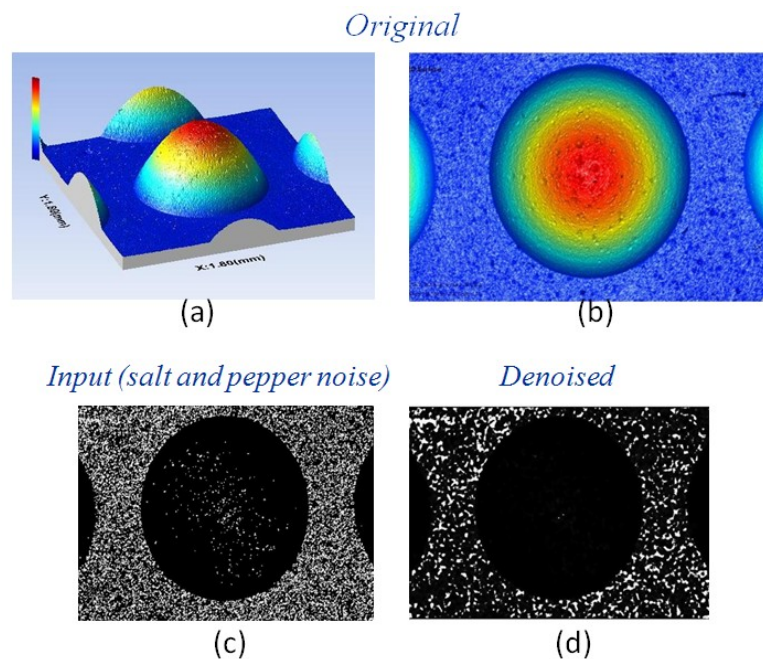 Original
Y:1.80(mm)
X:1.80(mm)
(a)
(b)
Input (salt and pepper noise)
Denoised
(c)
(d)